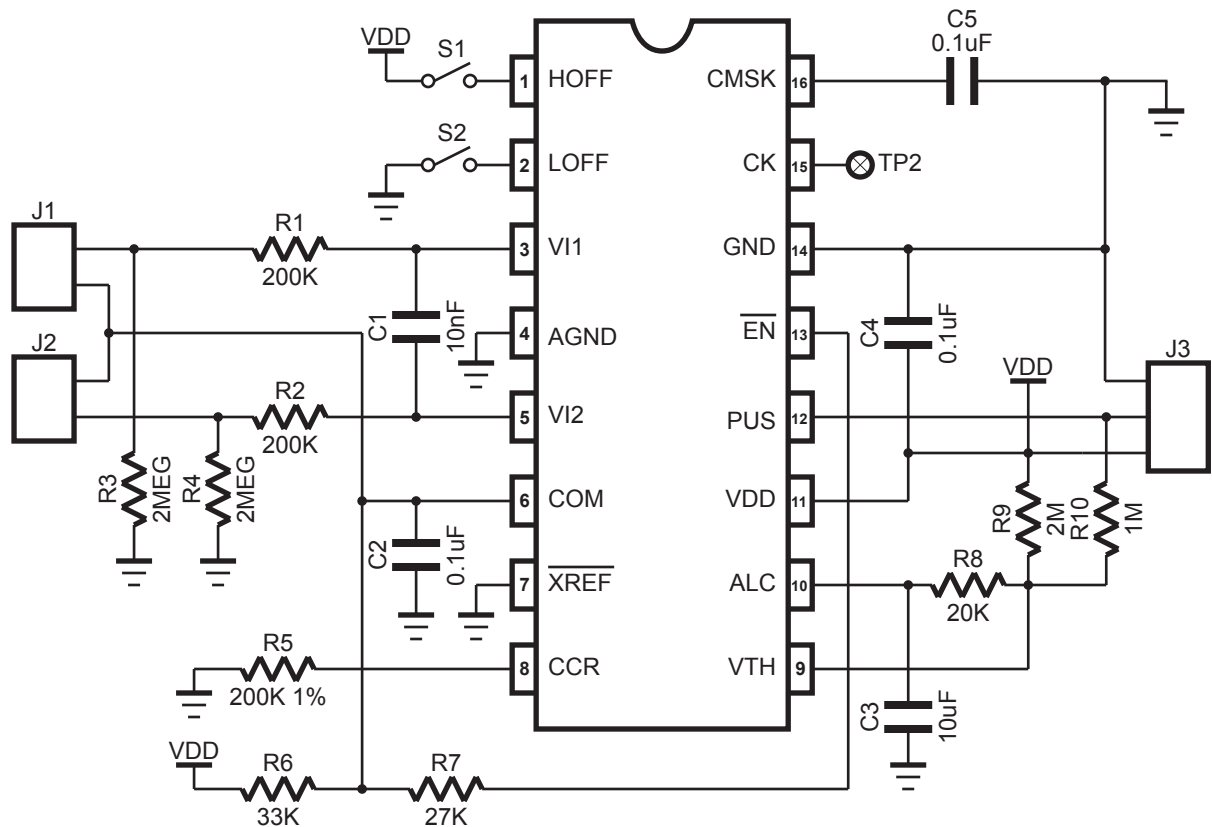 VDD
S1
1
HOFF
CMSK
16
C5
0.1uF
S2
2
LOFF
CK
15
TP2
J1
R1
200K
3
VI1
GND
14
C1
10nF
4
AGND
EN
13
C4
0.1uF
J2
R2
200K
5
VI2
PUS
12
VDD
J3
R3
2MEG
R4
2MEG
6
COM
VDD
11
R9
2M
R10
1M
C2
0.1uF
7
XREF
ALC
10
R8
20K
R5
200K 1%
8
CCR
VTH
9
C3
10uF
VDD
R6
33K
R7
27K